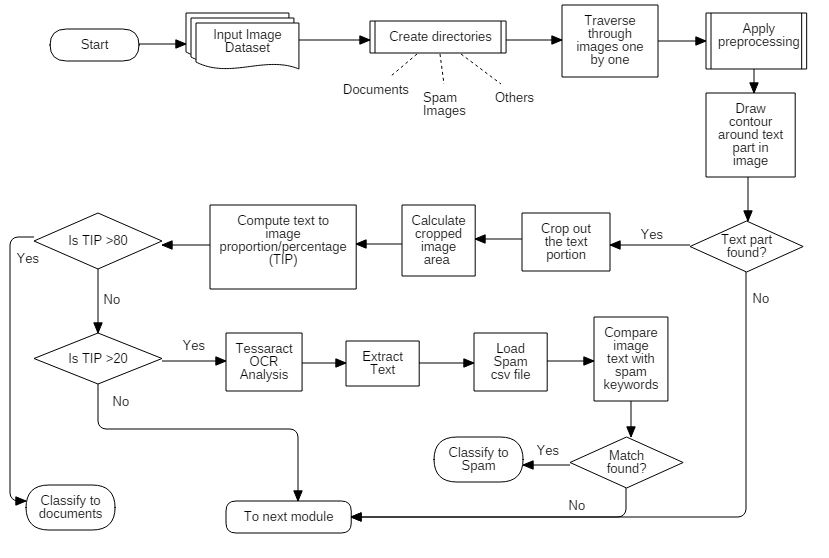 Start
Input Image
Dataset
Create directories
Traverse
through
images one
by one
Apply
preprocessing
Documents
Spam
Images
Others
Draw
contour
around text
part in
image
Text part
found?
Yes
No
Crop out
the text
portion
Calculate
cropped
image
area
Compute text to
image
proportion/percentage
(TIP)
Is TIP >80
Yes
No
Is TIP >20
Yes
No
Tessaract
OCR
Analysis
Extract
Text
Load
Spam
csv file
Compare
image
text with
spam
keywords
Match
found?
Yes
No
Classify to
Spam
Classify to
documents
To next module